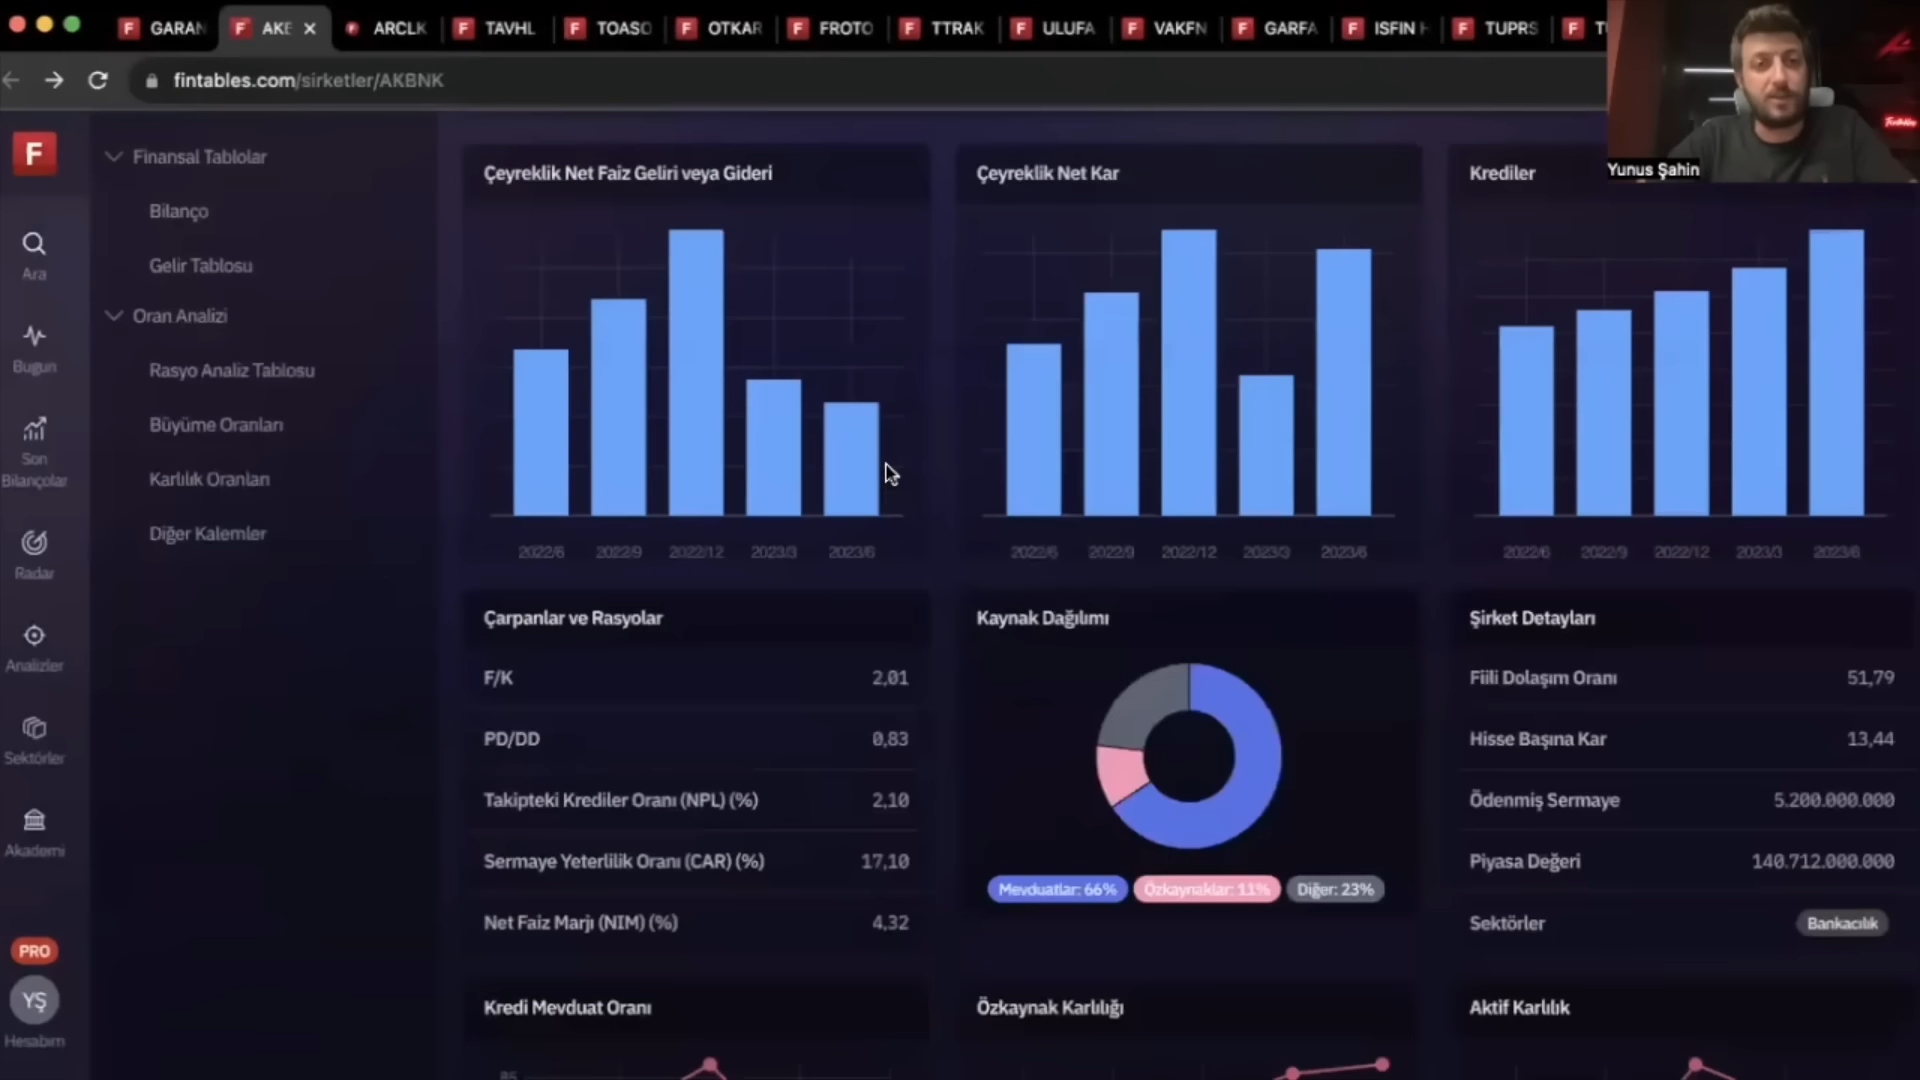 GARAN
AKB
ARCLK
TAVHL
TOASO
OTKAR
FROTO
TTRAK
ULUFA
VAKFN
GARFA
ISFIN H
TUPRS
fintables.com/sirketler/AKBNK
Yunus Şahin
F
Ara
Bugun
Son
Bilançolar
Radar
Analizler
Sektörler
Akademi
PRO
YŞ
Hesabım
Finansal Tablolar
Bilanço
Gelir Tablosu
Oran Analizi
Rasyo Analiz Tablosu
Büyüme Oranları
Karlılık Oranları
Diğer Kalemler
Çeyreklik Net Faiz Geliri veya Gideri
2022/6 2022/9 2022/12 2023/3 2023/6
Çeyreklik Net Kar
2022/6 2022/9 2022/12 2023/3 2023/6
Krediler
2022/6 2022/9 2022/12 2023/3 2023/6
Çarpanlar ve Rasyolar
F/K 2,01
PD/DD 0,83
Takipteki Krediler Oranı (NPL) (%) 2,10
Sermaye Yeterlilik Oranı (CAR) (%) 17,10
Net Faiz Marjı (NIM) (%) 4,32
Kaynak Dağılımı
Mevduatlar: 66% Özkaynaklar: 11% Diğer: 23%
Şirket Detayları
Fiili Dolaşım Oranı 51,79
Hisse Başına Kar 13,44
Ödenmiş Sermaye 5.200.000.000
Piyasa Değeri 140.712.000.000
Sektörler Bankacılık
Kredi Mevduat Oranı
85
Özkaynak Karlılığı
Aktif Karlılık